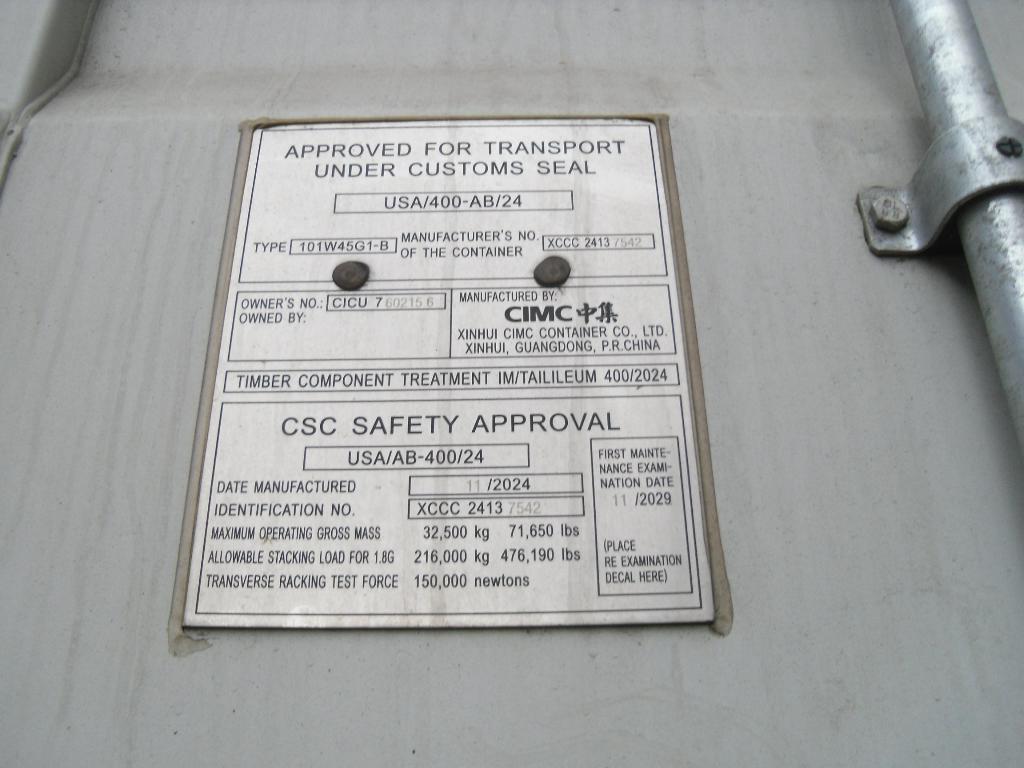 APPROVED FOR TRANSPORT
UNDER CUSTOMS SEAL
USA/400-AB/24
TYPE 101W45G1-B MANUFACTURER'S NO. OF THE CONTAINER XCCC 2413 7542
OWNER'S NO.: CICU 7 60215 6
OWNED BY:
MANUFACTURED BY:
CIMC 中集
XINHUI CIMC CONTAINER CO., LTD.
XINHUI, GUANGDONG, P.R.CHINA
TIMBER COMPONENT TREATMENT IM/TAILILEUM 400/2024
CSC SAFETY APPROVAL
USA/AB-400/24
DATE MANUFACTURED 11 /2024
IDENTIFICATION NO. XCCC 2413 7542
MAXIMUM OPERATING GROSS MASS 32,500 kg 71,650 lbs
ALLOWABLE STACKING LOAD FOR 1.8G 216,000 kg 476,190 lbs
TRANSVERSE RACKING TEST FORCE 150,000 newtons
FIRST MAINTE-
NANCE EXAMI-
NATION DATE
11 /2029
(PLACE
RE EXAMINATION
DECAL HERE)